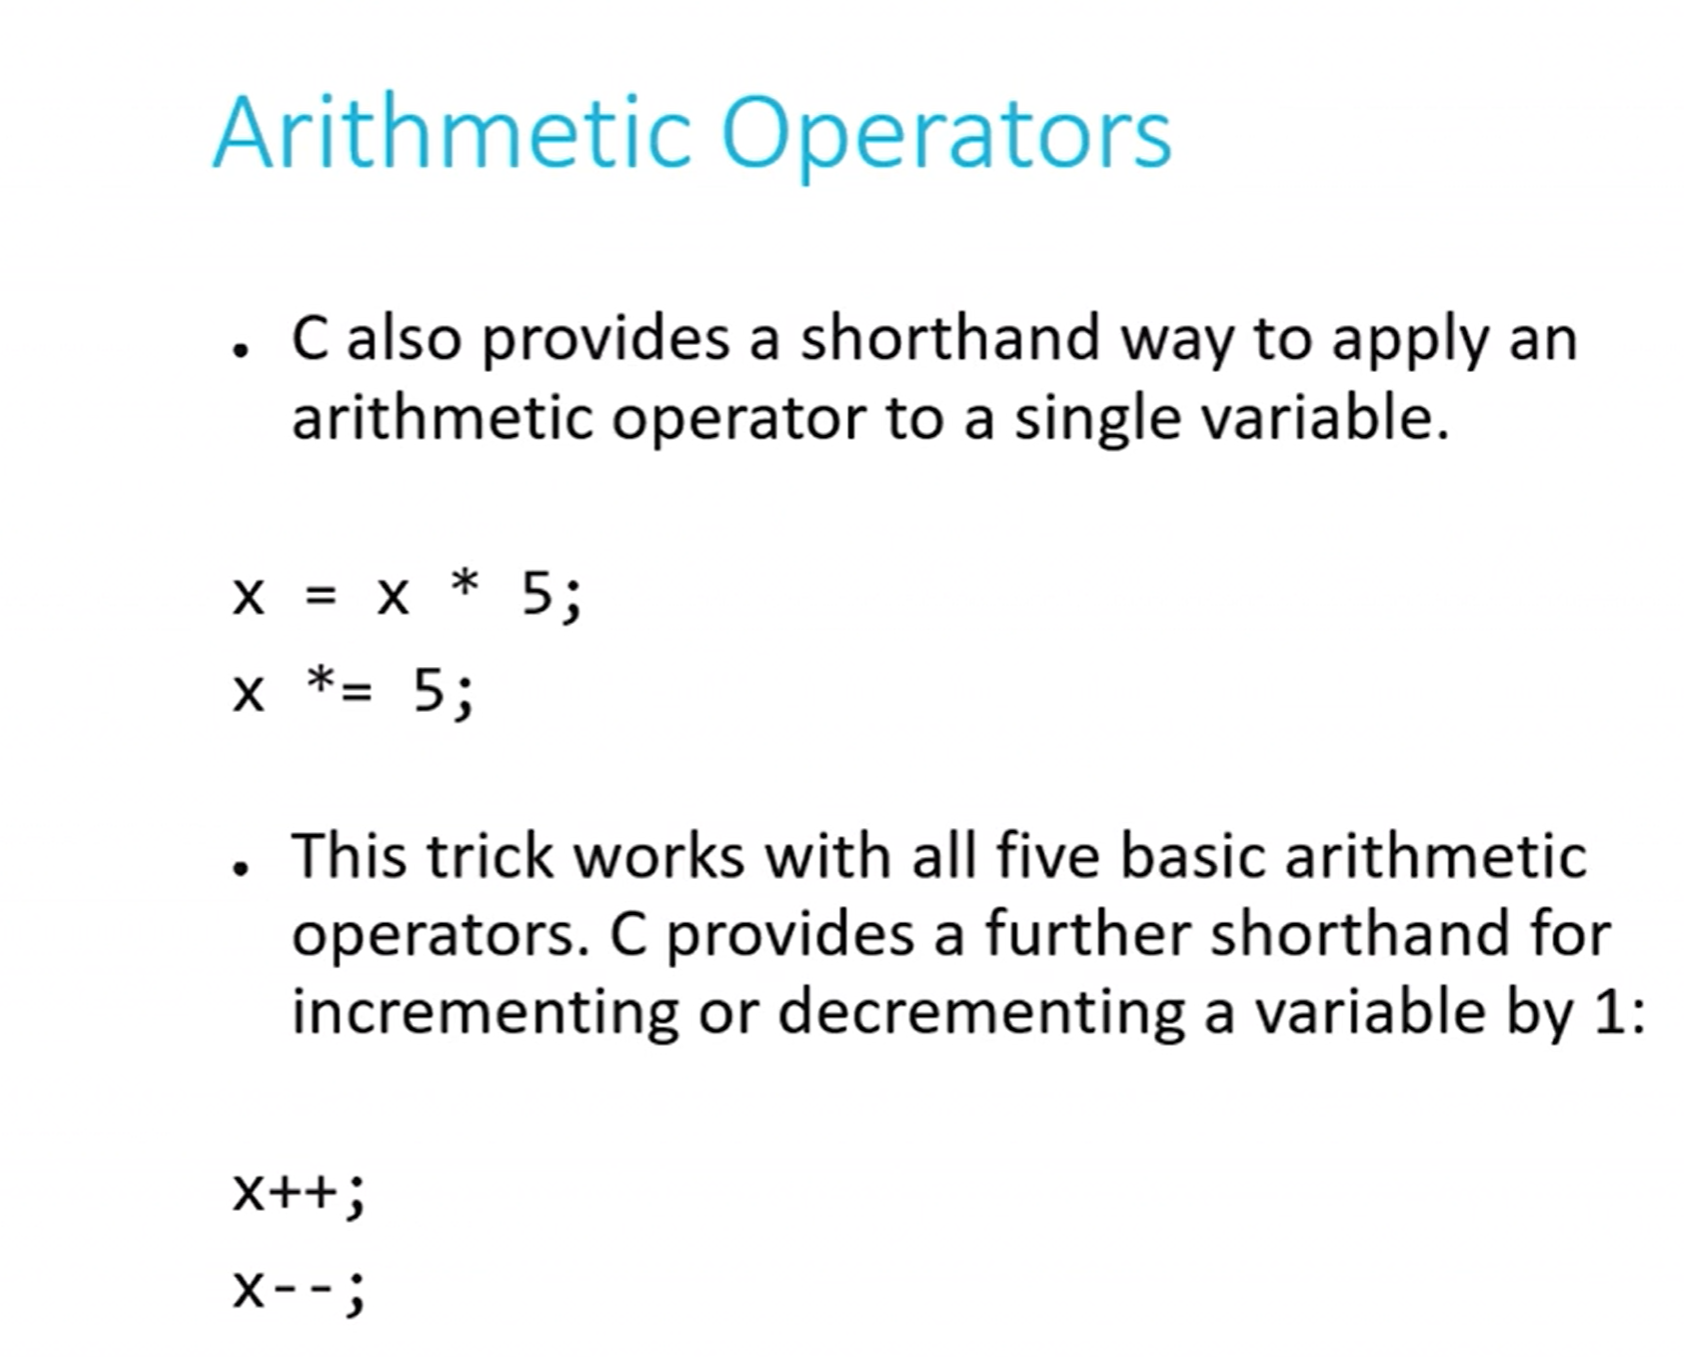 Arithmetic Operators
• C also provides a shorthand way to apply an
arithmetic operator to a single variable.
x = x * 5;
x *= 5;
• This trick works with all five basic arithmetic
operators. C provides a further shorthand for
incrementing or decrementing a variable by 1:
x++;
x--;